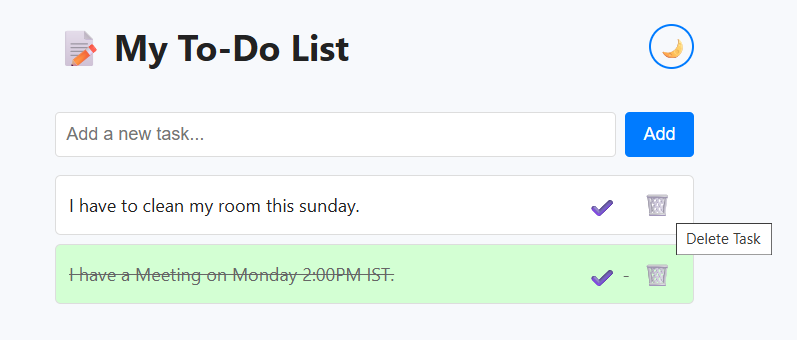 My To-Do List
Add a new task...
Add
I have to clean my room this sunday.
Delete Task
I have a Meeting on Monday 2:00PM IST.
-